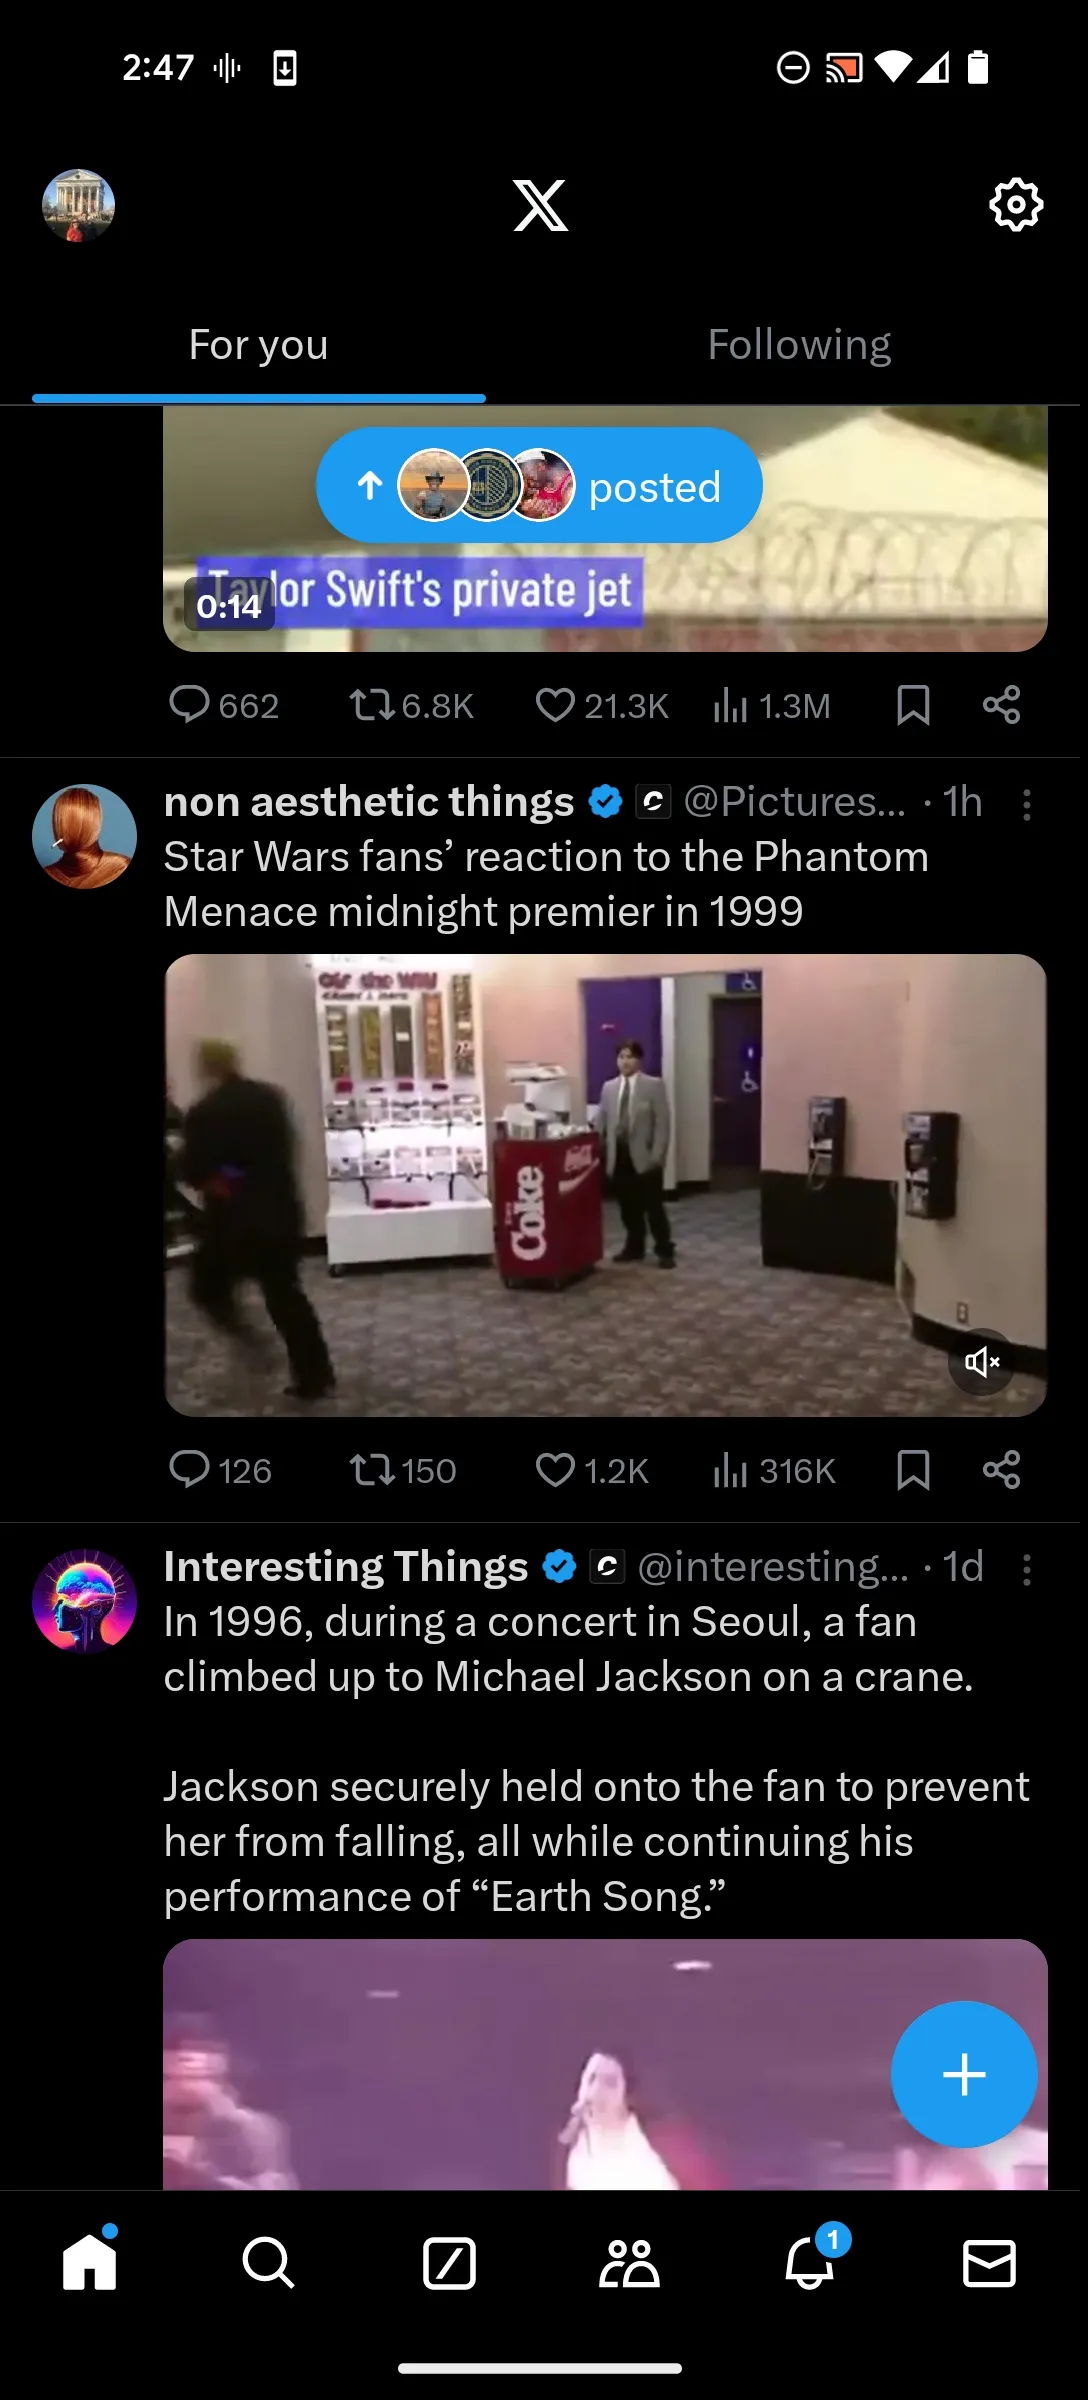 2:47
For you
Following
posted
Taylor Swift's private jet
0:14
662 6.8K 21.3K 1.3M
non aesthetic things @Pictures... · 1h
Star Wars fans’ reaction to the Phantom
Menace midnight premier in 1999
Coke
126 150 1.2K 316K
Interesting Things @interesting... · 1d
In 1996, during a concert in Seoul, a fan
climbed up to Michael Jackson on a crane.
Jackson securely held onto the fan to prevent
her from falling, all while continuing his
performance of “Earth Song.”
1